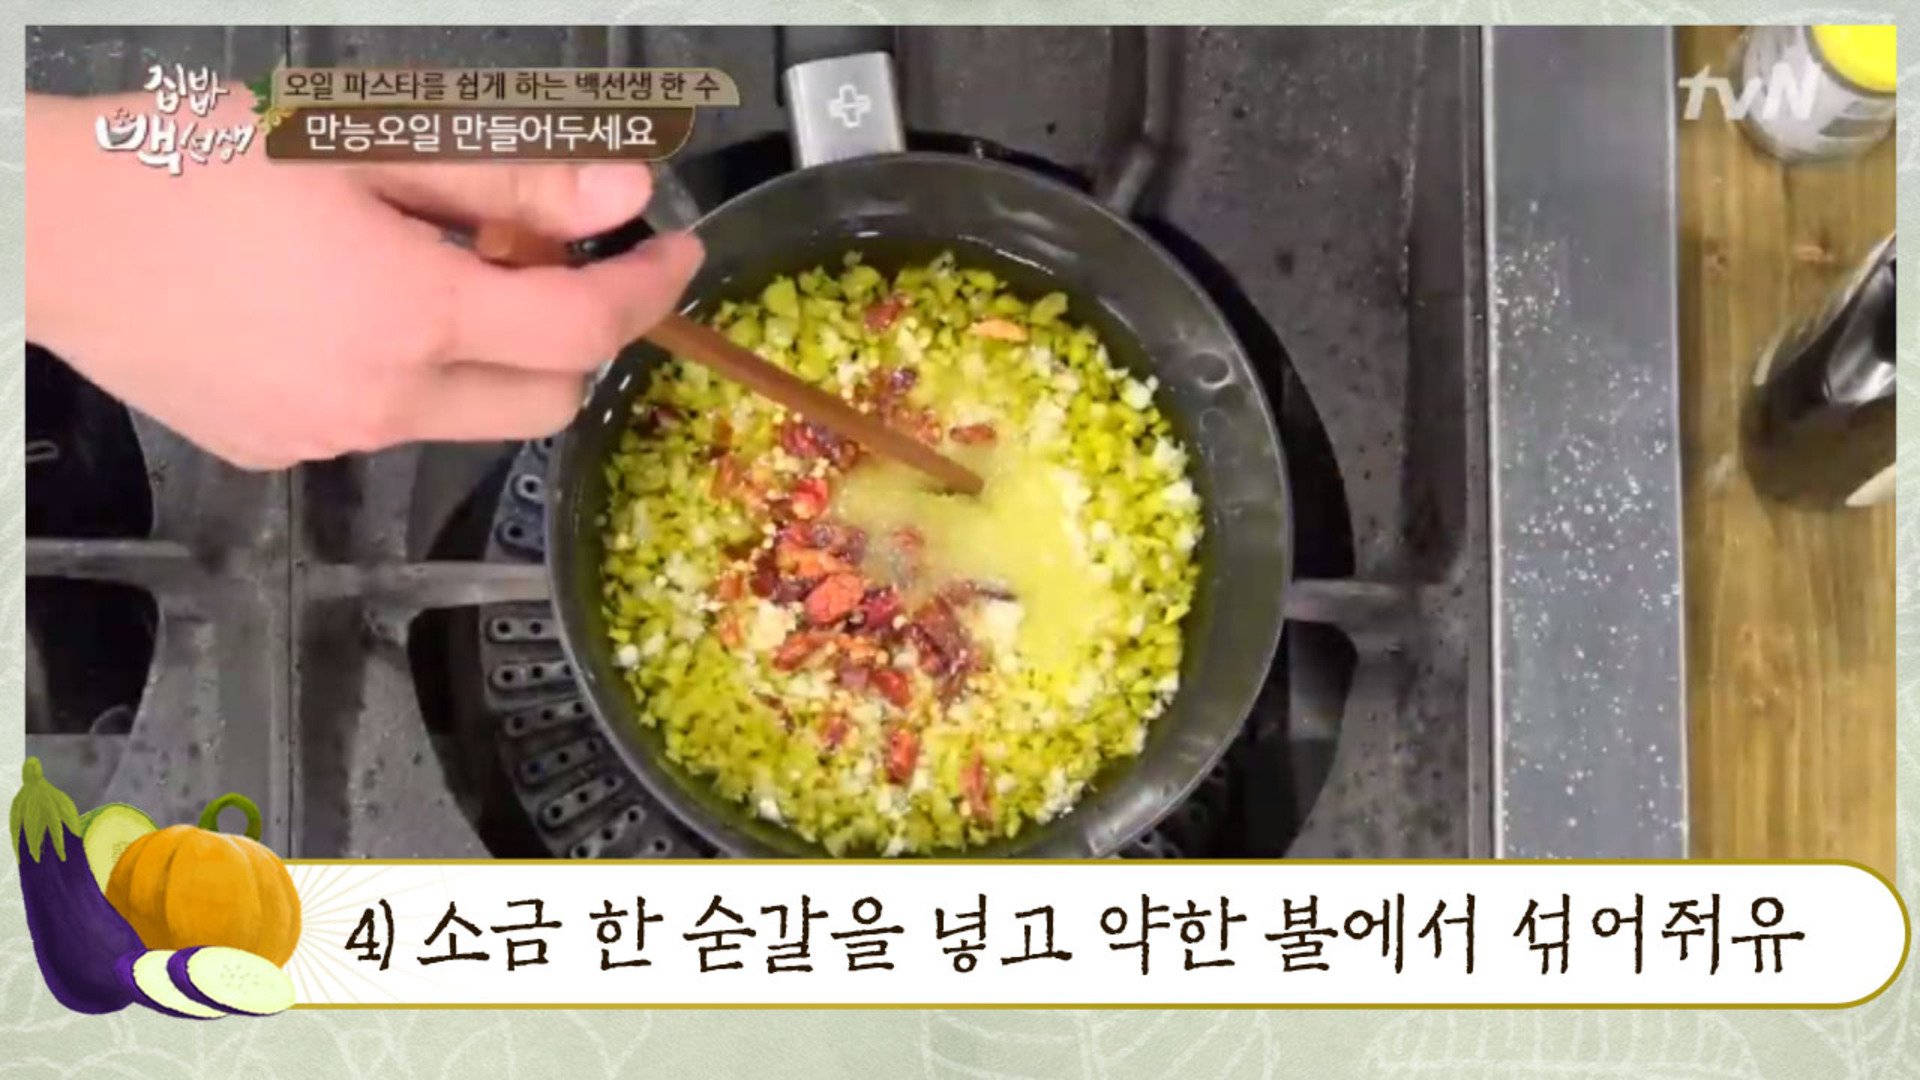 집밥
백선생
오일 파스타를 쉽게 하는 백선생 한 수
만능오일 만들어두세요
tvN
4) 소금 한 숟갈을 넣고 약한 불에서 섞어줘유